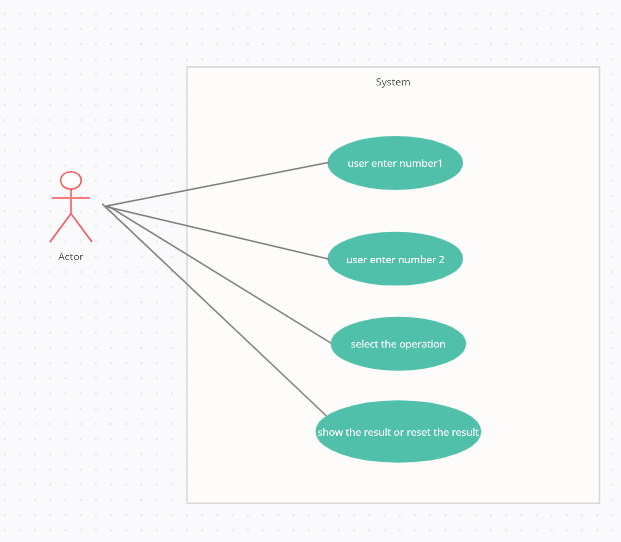 System
user enter number1
user enter number 2
Actor
select the operation
show the result or reset the result